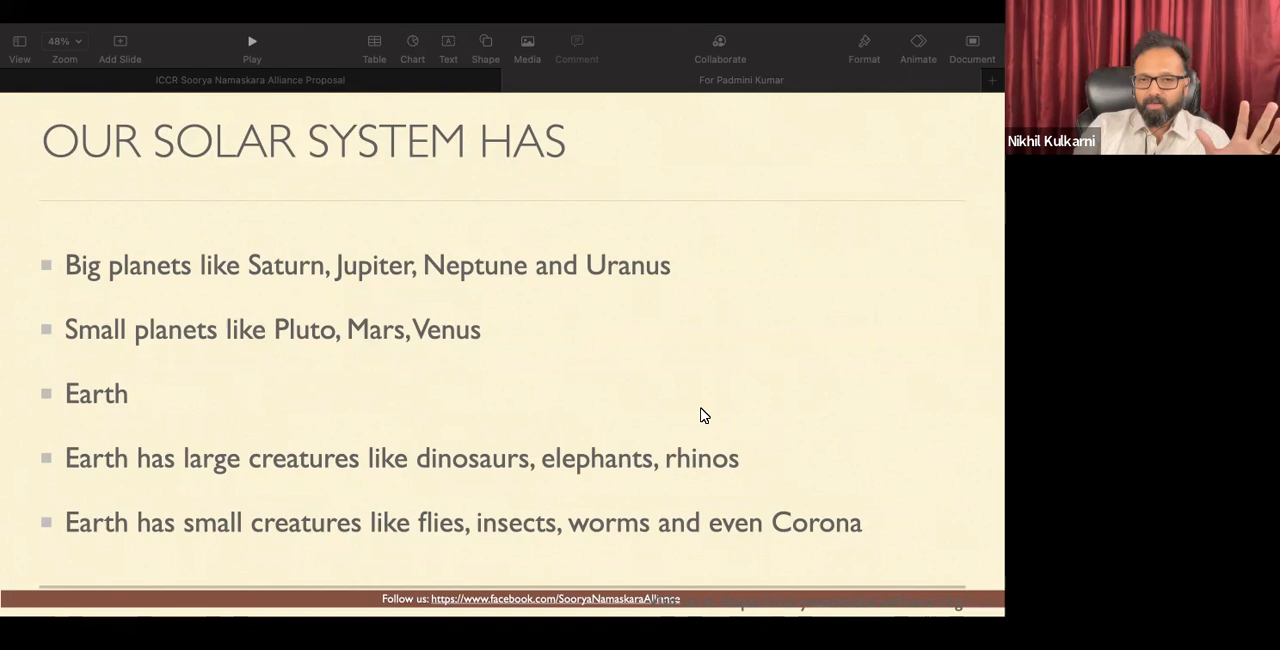 48%
View
Zoom
Add Slide
Play
Table
Chart
Text
Shape
Media
Comment
Collaborate
Format
Animate
Document
ICCR Soorya Namaskara Alliance Proposal
For Padmini Kumar
OUR SOLAR SYSTEM HAS
Nikhil Kulkarni
Big planets like Saturn, Jupiter, Neptune and Uranus
Small planets like Pluto, Mars, Venus
Earth
Earth has large creatures like dinosaurs, elephants, rhinos
Earth has small creatures like flies, insects, worms and even Corona
Follow us: https://www.facebook.com/SooryaNamaskaraAlliance